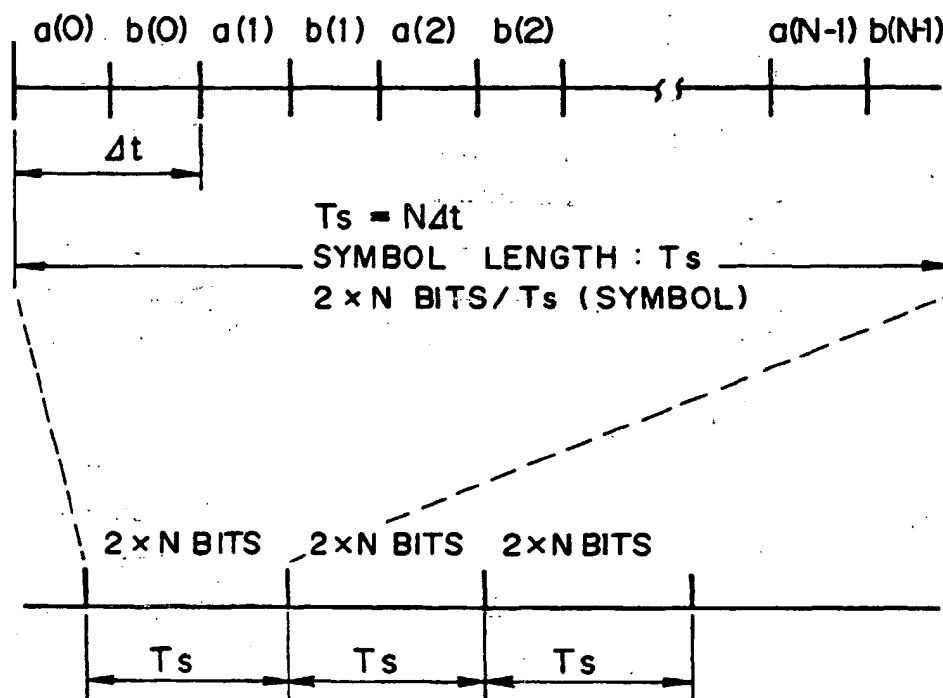 a(0) b(0) a(1) b(1) a(2) b(2) a(N-1) b(N-1)
Δt
Ts = NΔt
SYMBOL LENGTH : Ts
2 × N BITS/Ts (SYMBOL)
2 × N BITS 2 × N BITS 2 × N BITS
Ts Ts Ts